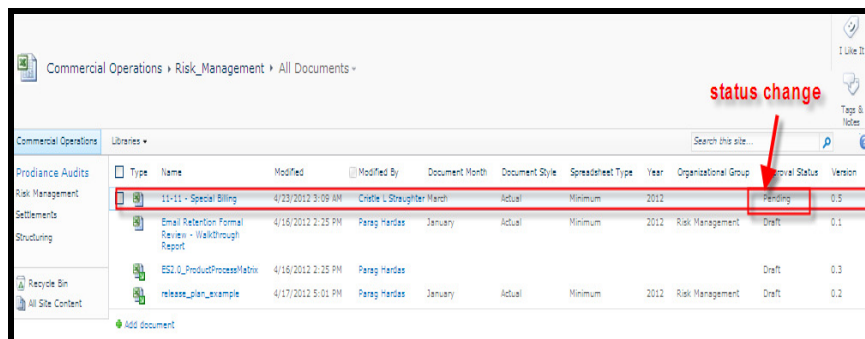 I Like It
Commercial Operations ▸ Risk_Management ▸ All Documents
status change
Tags & Notes
Commercial Operations
Libraries
Search this site...
Prodiance Audits
Risk Management
Settlements
Structuring
Recycle Bin
All Site Content
Type Name Modified Modified By Document Month Document Style Spreadsheet Type Year Organizational Group roval Status Version
11-11 - Special Billing 4/23/2012 3:09 AM Cristie L Straughter March Actual Minimum 2012 Pending 0.5
Email Retention Formal Review - Walkthrough Report 4/16/2012 2:25 PM Parag Hardas January Actual Minimum 2012 Risk Management Draft 0.1
ES2.0_ProductProcessMatrix 4/16/2012 2:25 PM Parag Hardas Draft 0.3
release_plan_example 4/17/2012 5:01 PM Parag Hardas January Actual Minimum 2012 Risk Management Draft 0.2
Add document